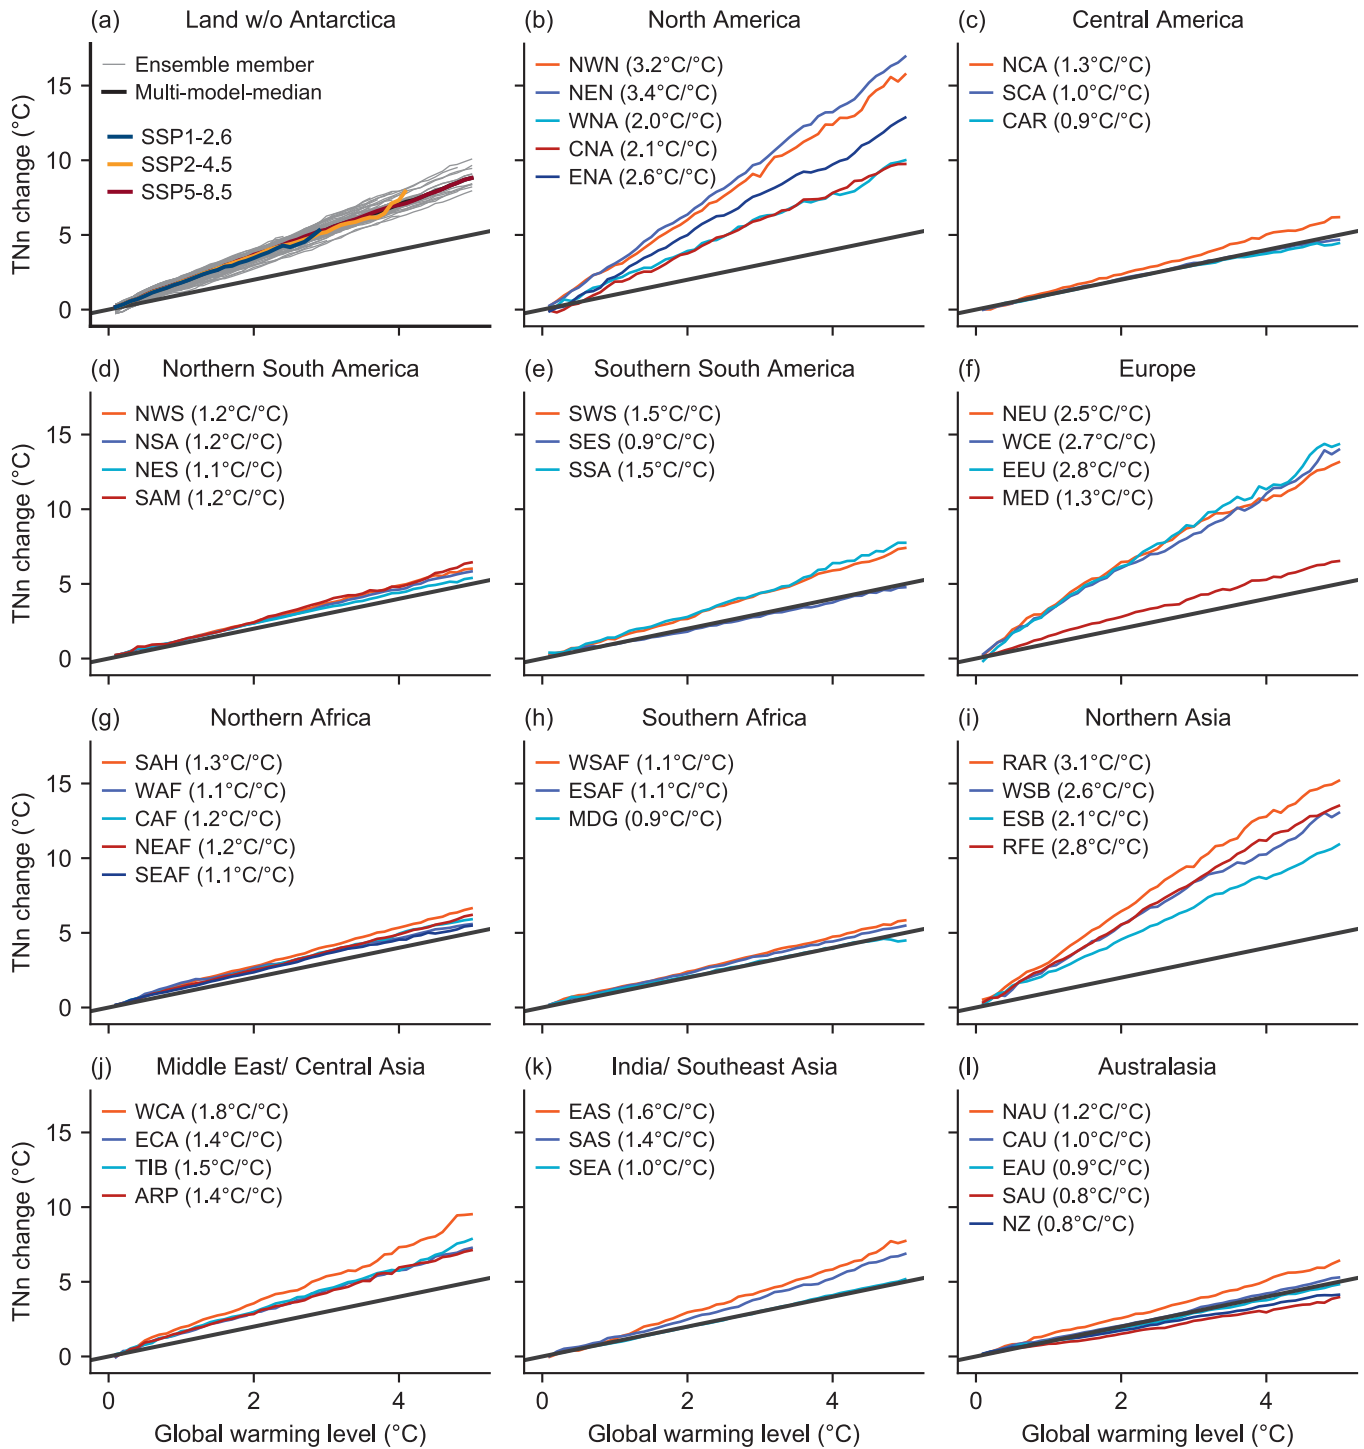 (a) Land w/o Antarctica
TNn change (°C)
15
10
5
0
Ensemble member
Multi-model-median
SSP1-2.6
SSP2-4.5
SSP5-8.5
(b) North America
NWN (3.2°C/°C)
NEN (3.4°C/°C)
WNA (2.0°C/°C)
CNA (2.1°C/°C)
ENA (2.6°C/°C)
(c) Central America
NCA (1.3°C/°C)
SCA (1.0°C/°C)
CAR (0.9°C/°C)
(d) Northern South America
TNn change (°C)
15
10
5
0
NWS (1.2°C/°C)
NSA (1.2°C/°C)
NES (1.1°C/°C)
SAM (1.2°C/°C)
(e) Southern South America
SWS (1.5°C/°C)
SES (0.9°C/°C)
SSA (1.5°C/°C)
(f) Europe
NEU (2.5°C/°C)
WCE (2.7°C/°C)
EEU (2.8°C/°C)
MED (1.3°C/°C)
(g) Northern Africa
TNn change (°C)
15
10
5
0
SAH (1.3°C/°C)
WAF (1.1°C/°C)
CAF (1.2°C/°C)
NEAF (1.2°C/°C)
SEAF (1.1°C/°C)
(h) Southern Africa
WSAF (1.1°C/°C)
ESAF (1.1°C/°C)
MDG (0.9°C/°C)
(i) Northern Asia
RAR (3.1°C/°C)
WSB (2.6°C/°C)
ESB (2.1°C/°C)
RFE (2.8°C/°C)
(j) Middle East/ Central Asia
TNn change (°C)
15
10
5
0
WCA (1.8°C/°C)
ECA (1.4°C/°C)
TIB (1.5°C/°C)
ARP (1.4°C/°C)
0 2 4
Global warming level (°C)
(k) India/ Southeast Asia
EAS (1.6°C/°C)
SAS (1.4°C/°C)
SEA (1.0°C/°C)
0 2 4
Global warming level (°C)
(l) Australasia
NAU (1.2°C/°C)
CAU (1.0°C/°C)
EAU (0.9°C/°C)
SAU (0.8°C/°C)
NZ (0.8°C/°C)
0 2 4
Global warming level (°C)